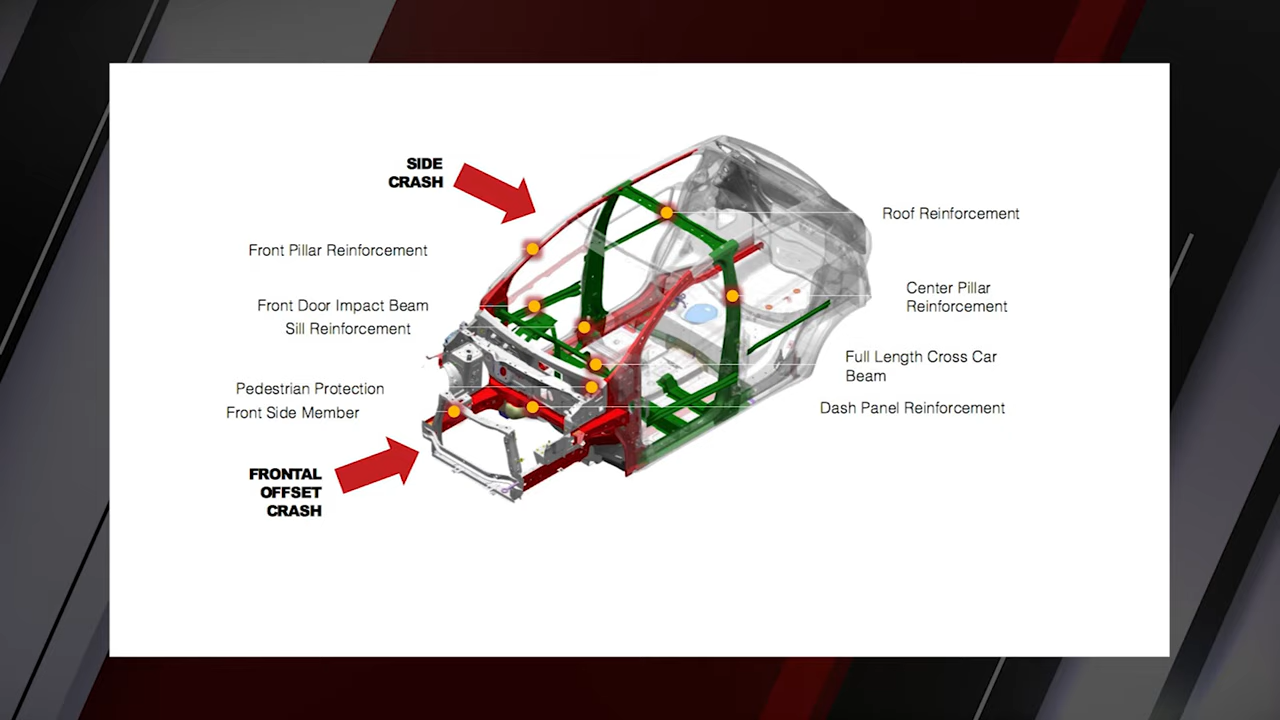 SIDE
CRASH
Front Pillar Reinforcement
Front Door Impact Beam
Sill Reinforcement
Pedestrian Protection
Front Side Member
FRONTAL
OFFSET
CRASH
Roof Reinforcement
Center Pillar
Reinforcement
Full Length Cross Car
Beam
Dash Panel Reinforcement